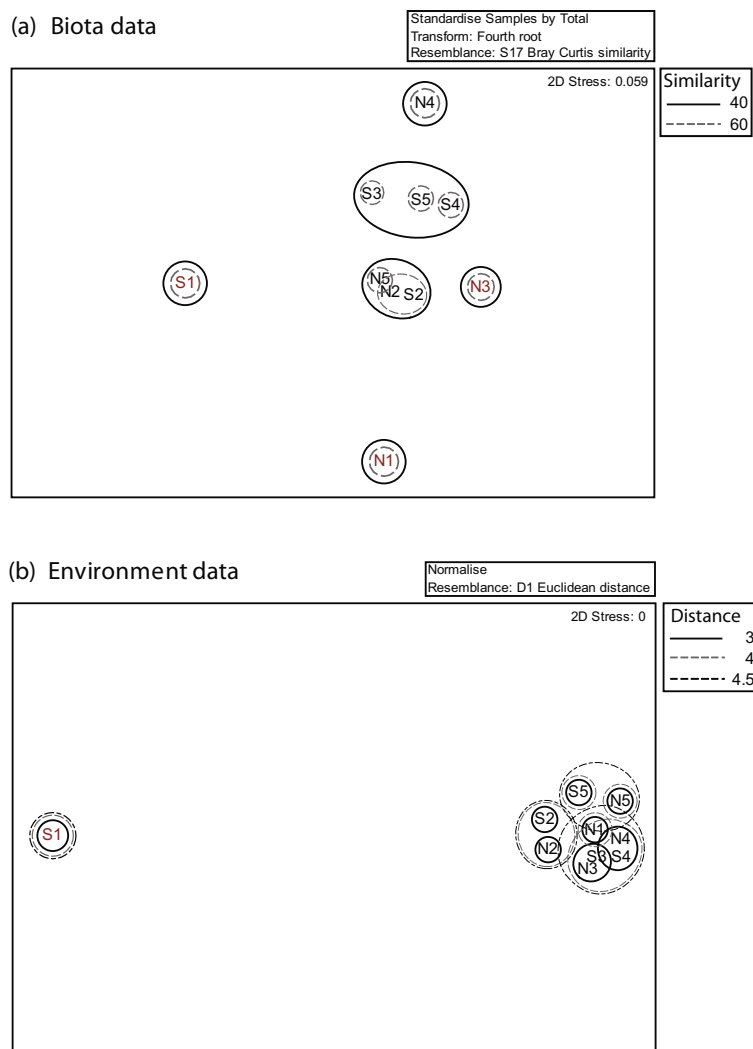 (a) Biota data
Standardise Samples by Total
Transform: Fourth root
Resemblance: S17 Bray Curtis similarity
2D Stress: 0.059
Similarity
40
60
N4
S3
S5
S4
S1
N5
N2
S2
N3
N1
(b) Environment data
Normalise
Resemblance: D1 Euclidean distance
2D Stress: 0
Distance
3
4
4.5
S5
N5
S2
N1
S1
N4
N2
S3
S4
N3